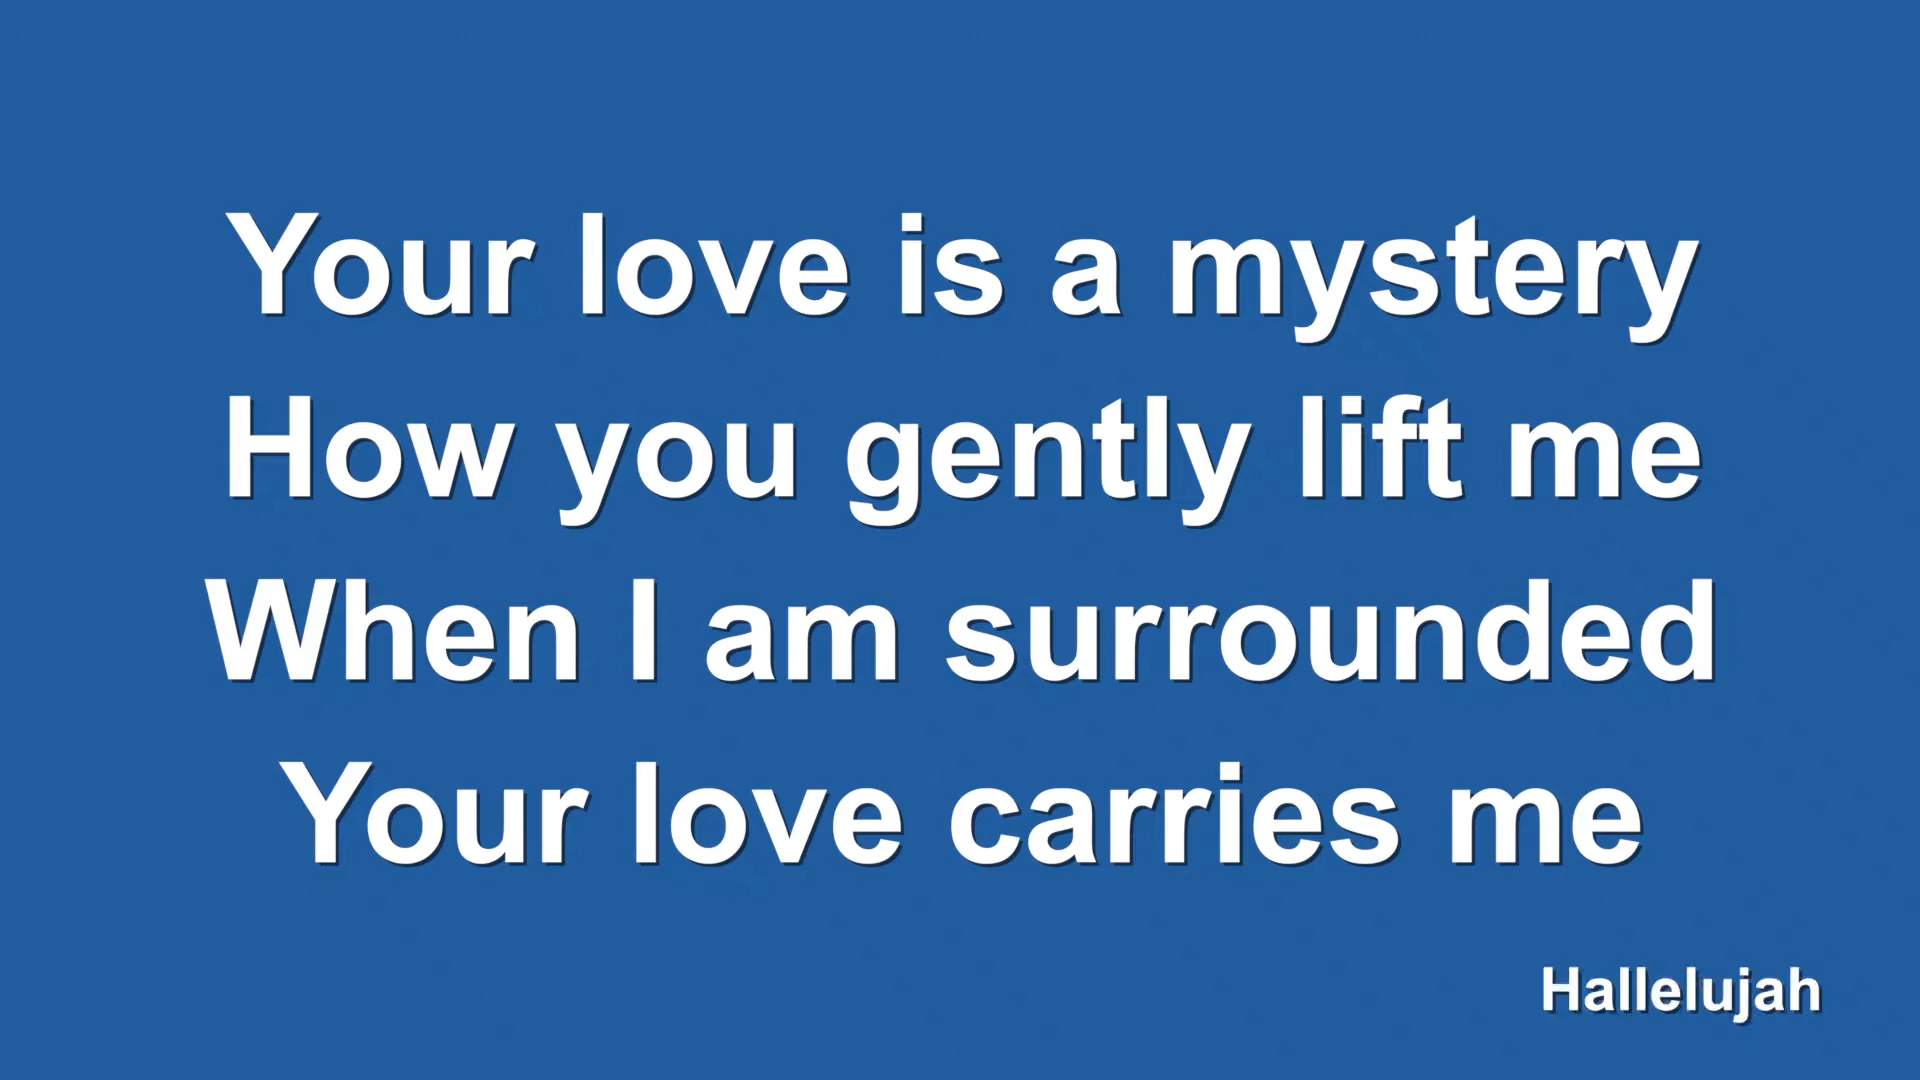 Your love is a mystery
How you gently lift me
When I am surrounded
Your love carries me
Hallelujah